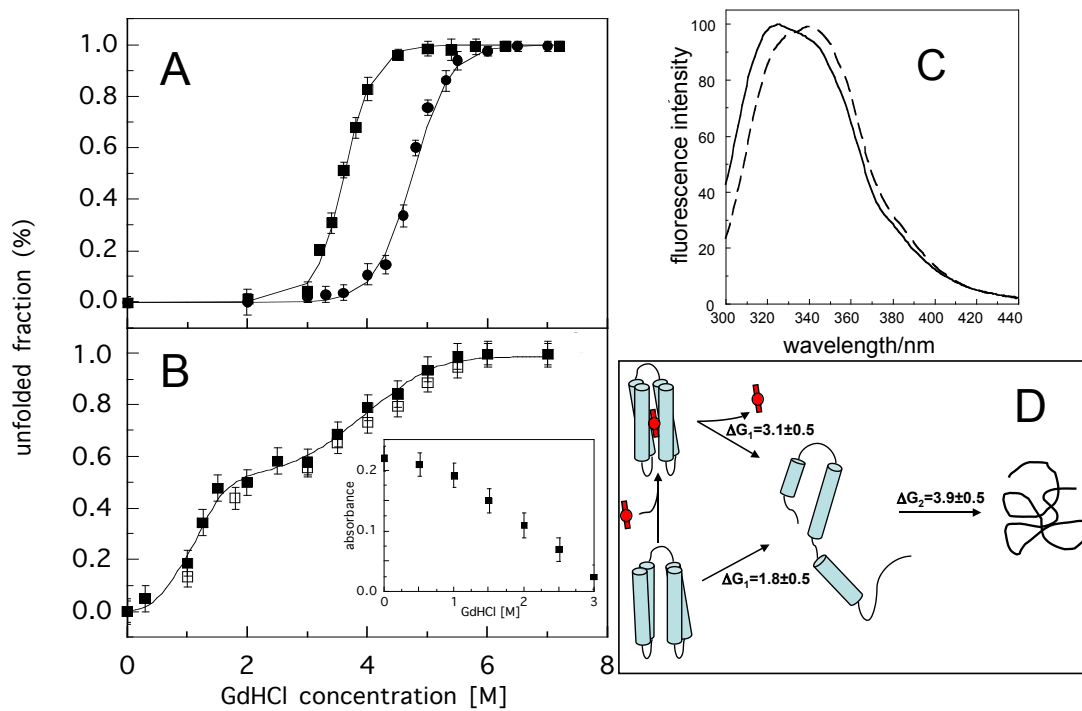 A
1.0
0.8
0.6
0.4
0.2
0.0
B
1.0
0.8
0.6
0.4
0.2
0.0
unfolded fraction (%)
0 2 4 6 8
GdHCl concentration [M]
0.2
0.1
0.0
absorbance
0 1 2 3
GdHCl [M]
C
100
80
60
40
20
0
fluorescence intensity
300 320 340 360 380 400 420 440
wavelength/nm
D
ΔG1=3.1±0.5
ΔG2=3.9±0.5
ΔG1=1.8±0.5